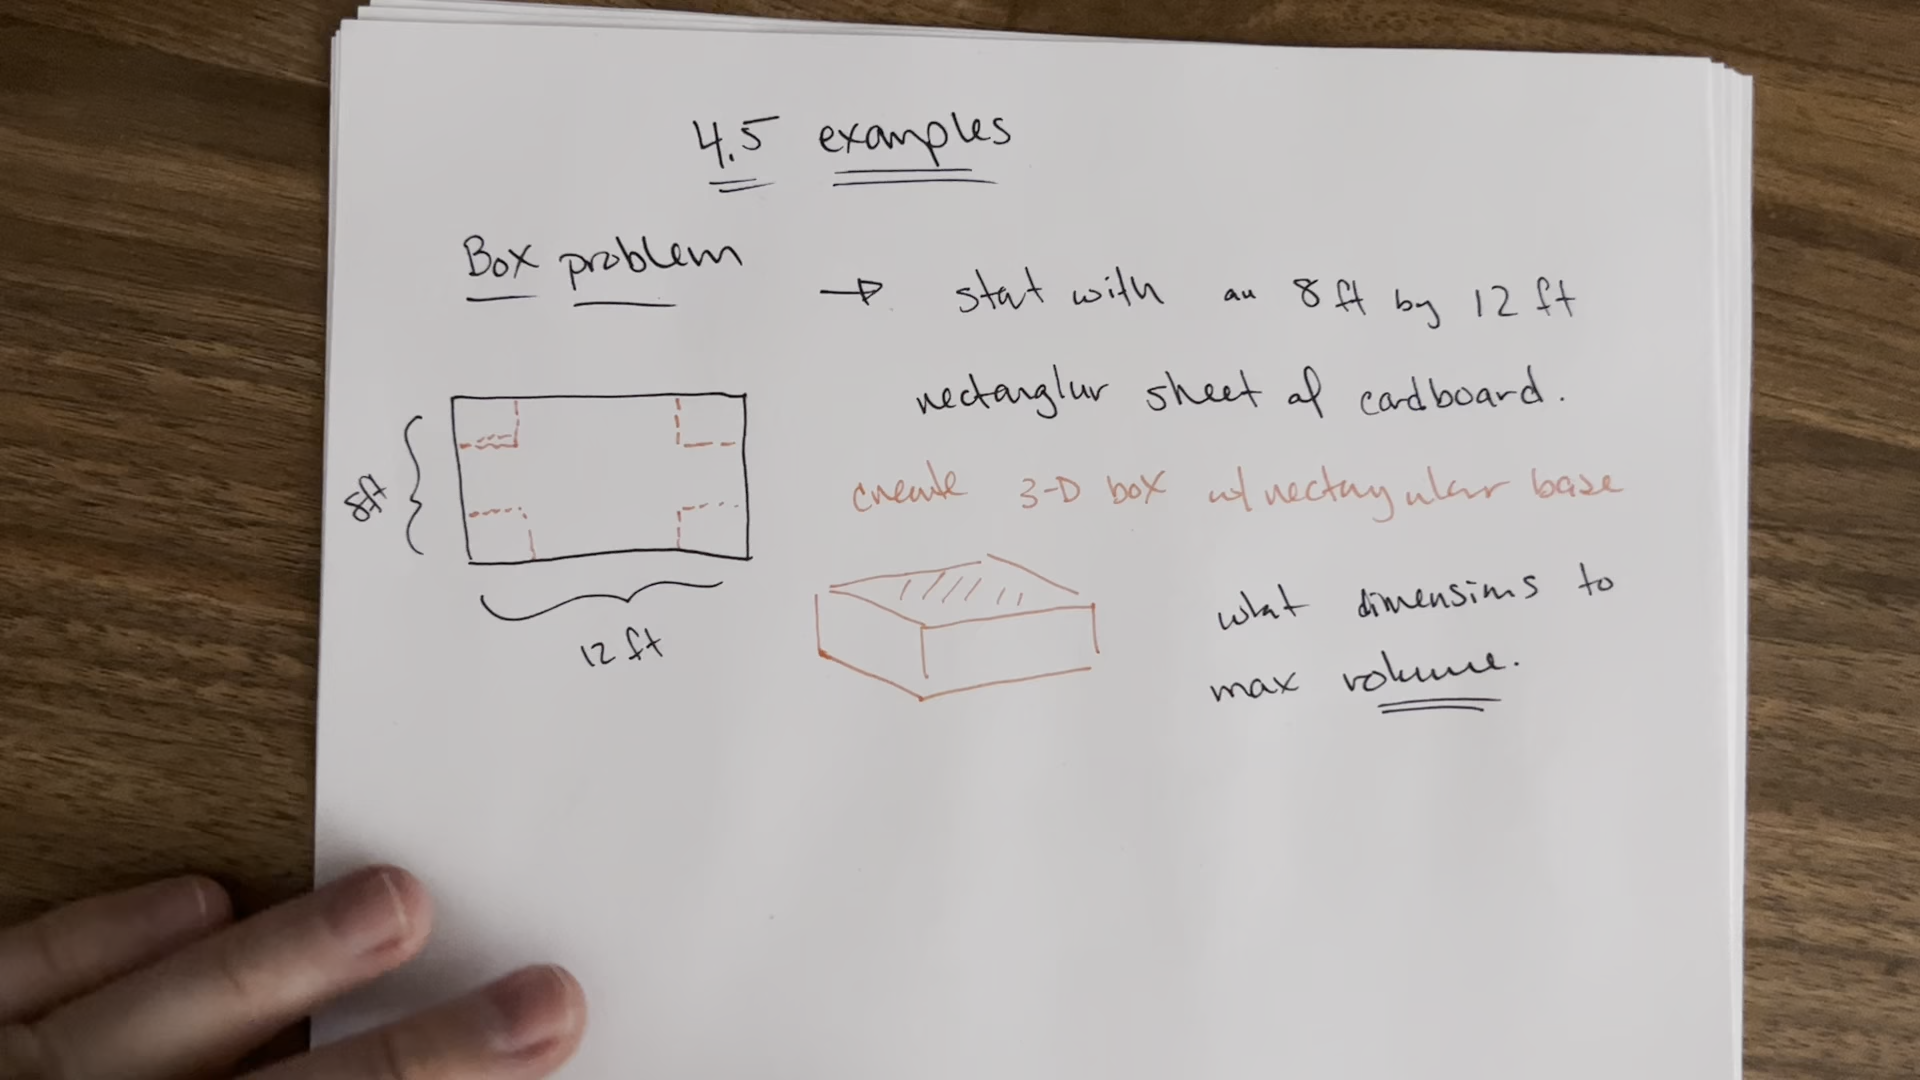 4.5 examples
Box problem
→ start with an 8 ft by 12 ft
rectanglur sheet of cardboard.
create 3-D box w/ rectangular base
8ft
12 ft
what dimensions to
max volume.